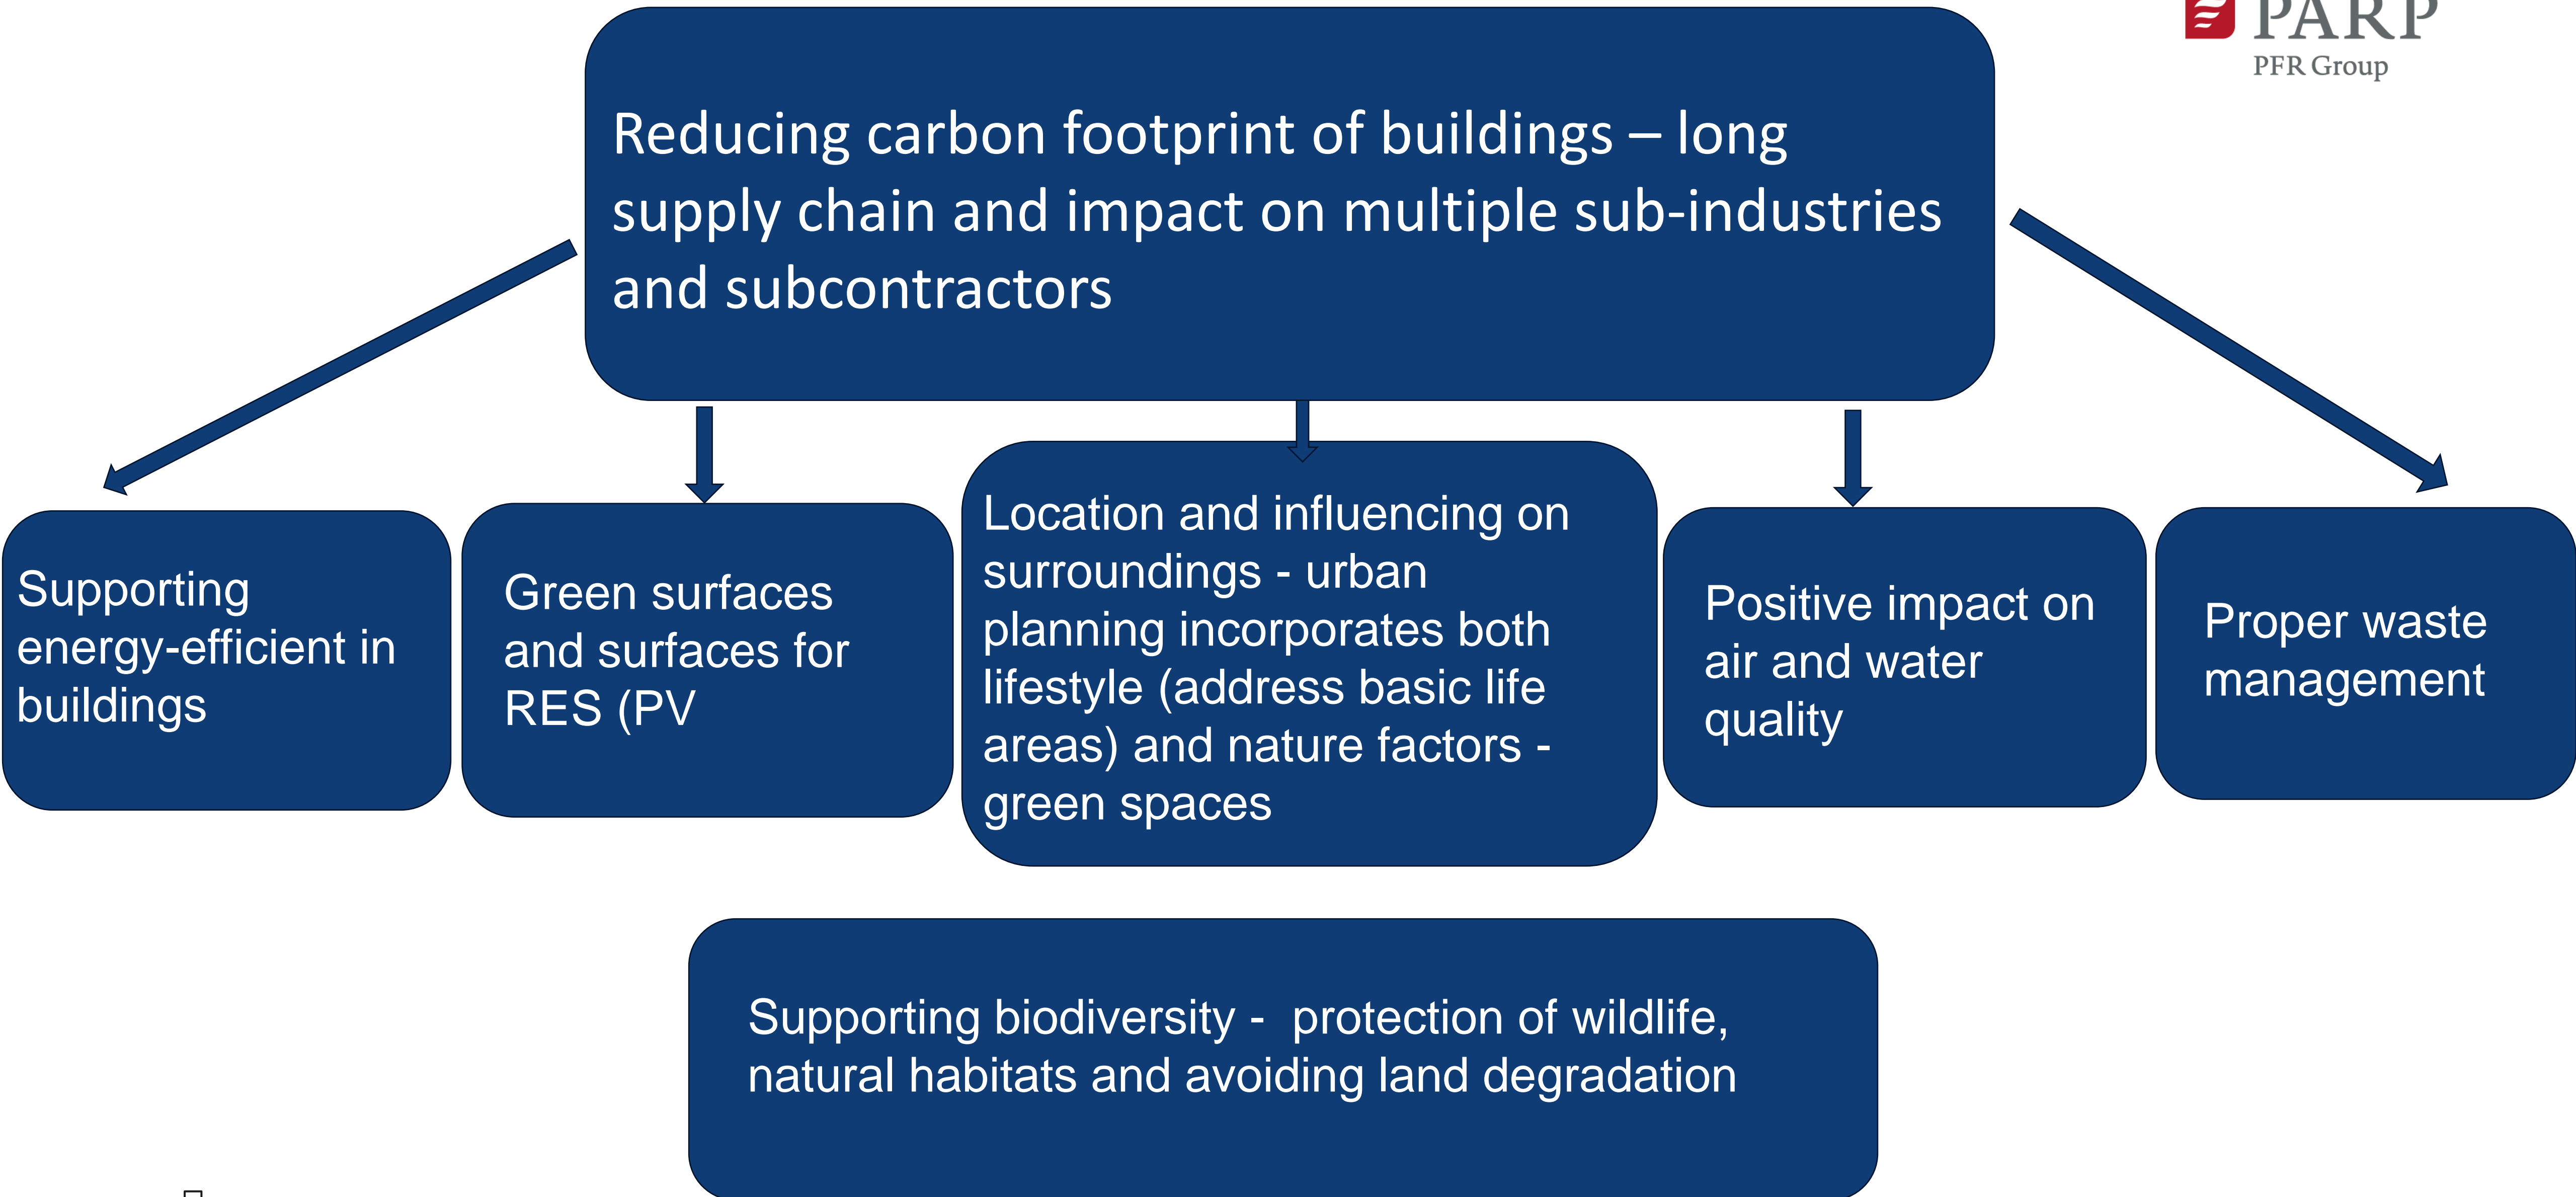 PARP
PFR Group
Reducing carbon footprint of buildings – long
supply chain and impact on multiple sub-industries
and subcontractors
Supporting
energy-efficient in
buildings
Green surfaces
and surfaces for
RES (PV
Location and influencing on
surroundings - urban
planning incorporates both
lifestyle (address basic life
areas) and nature factors -
green spaces
Positive impact on
air and water
quality
Proper waste
management
Supporting biodiversity -  protection of wildlife,
natural habitats and avoiding land degradation